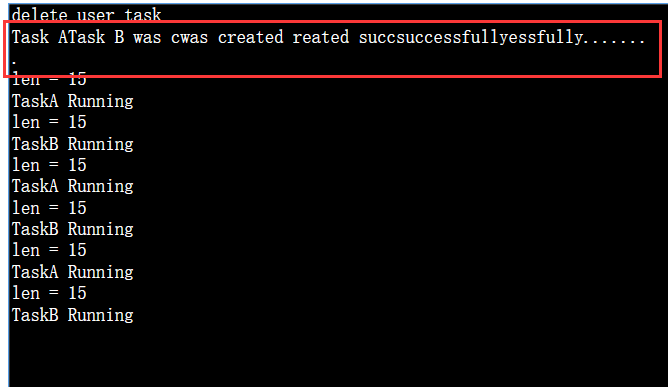 delete user task
Task ATask B was cwas created reated succsuccessfullyessfully.......
.
len = 15
TaskA Running
len = 15
TaskB Running
len = 15
TaskA Running
len = 15
TaskB Running
len = 15
TaskA Running
len = 15
TaskB Running